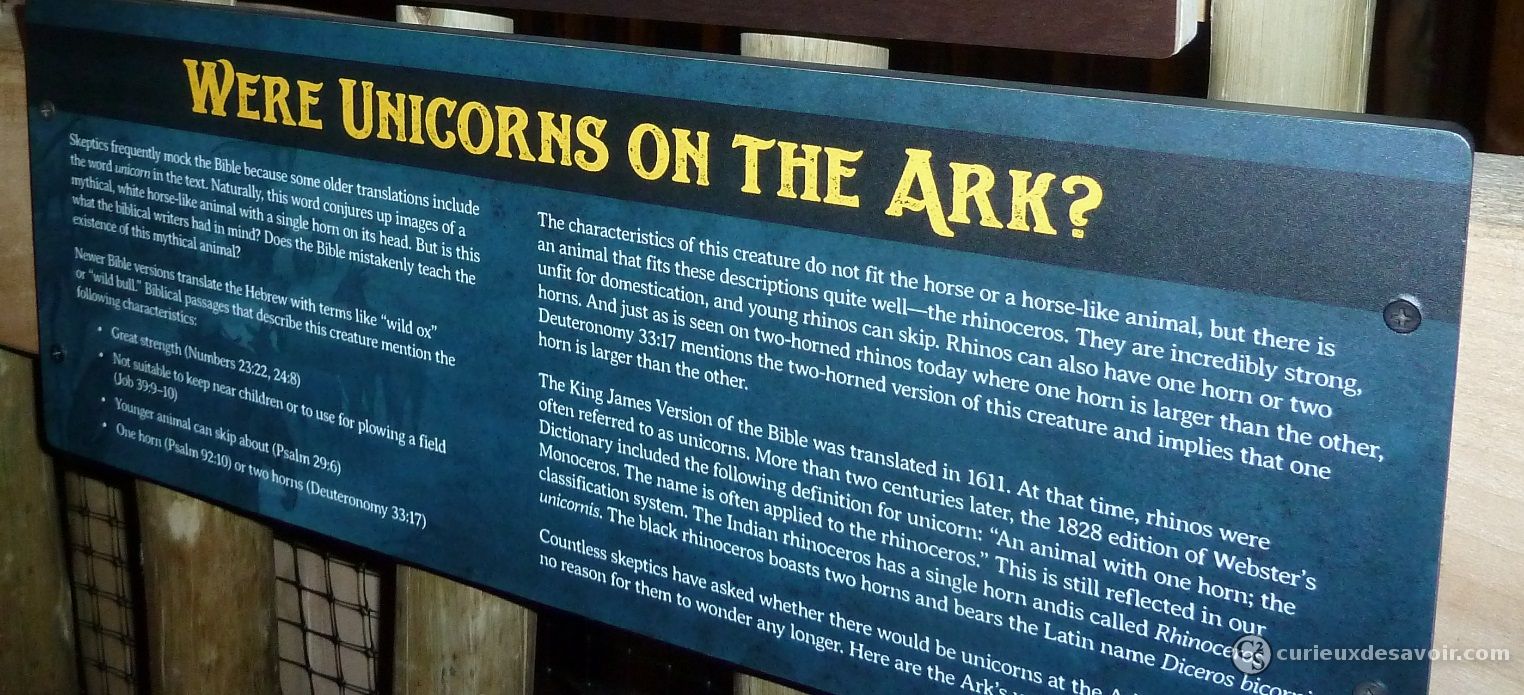 WERE UNICORNS ON THE ARK?
Skeptics frequently mock the Bible because some older translations include
the word unicorn in the text. Naturally, this word conjures up images of a
mythical, white horse-like animal with a single horn on its head. But is this
what the biblical writers had in mind? Does the Bible mistakenly teach the
existence of this mythical animal?
Newer Bible versions translate the Hebrew with terms like “wild ox”
or “wild bull.” Biblical passages that describe this creature mention the
following characteristics:
• Great strength (Numbers 23:22, 24:8)
• Not suitable to keep near children or to use for plowing a field
(Job 39:9–10)
• Younger animal can skip about (Psalm 29:6)
• One horn (Psalm 92:10) or two horns (Deuteronomy 33:17)
The characteristics of this creature do not fit the horse or a horse-like animal, but there is
an animal that fits these descriptions quite well—the rhinoceros. They are incredibly strong,
unfit for domestication, and young rhinos can skip. Rhinos can also have one horn or two
horns. And just as is seen on two-horned rhinos today where one horn is larger than the other,
Deuteronomy 33:17 mentions the two-horned version of this creature and implies that one
horn is larger than the other.
The King James Version of the Bible was translated in 1611. At that time, rhinos were
often referred to as unicorns. More than two centuries later, the 1828 edition of Webster’s
Dictionary included the following definition for unicorn: “An animal with one horn; the
Monoceros. The name is often applied to the rhinoceros.” This is still reflected in our
classification system. The Indian rhinoceros has a single horn andis called Rhinoceros
unicornis. The black rhinoceros boasts two horns and bears the Latin name Diceros
Countless skeptics have asked whether there would be unicorns at the
no reason for them to wonder any longer. Here are the Ark’s
curieuxdesavoir.com